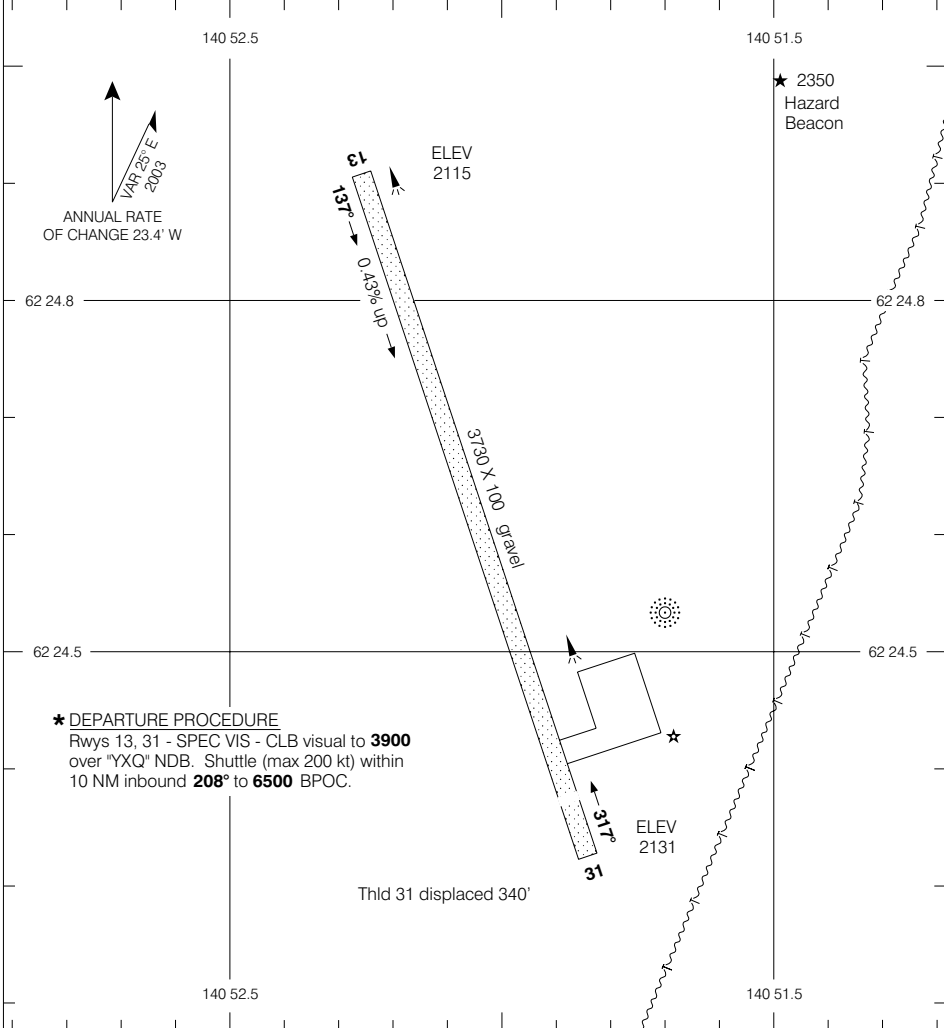 140 52.5
140 51.5
★ 2350
Hazard
Beacon
VAR 25° E
2003
ANNUAL RATE
OF CHANGE 23.4' W
13
ELEV
2115
137°
0.43% up
62 24.8
62 24.8
3730 X 100 gravel
62 24.5
62 24.5
* DEPARTURE PROCEDURE
Rwys 13, 31 - SPEC VIS - CLB visual to 3900
over "YXQ" NDB. Shuttle (max 200 kt) within
10 NM inbound 208° to 6500 BPOC.
317°
ELEV
2131
31
Thld 31 displaced 340'
140 52.5
140 51.5